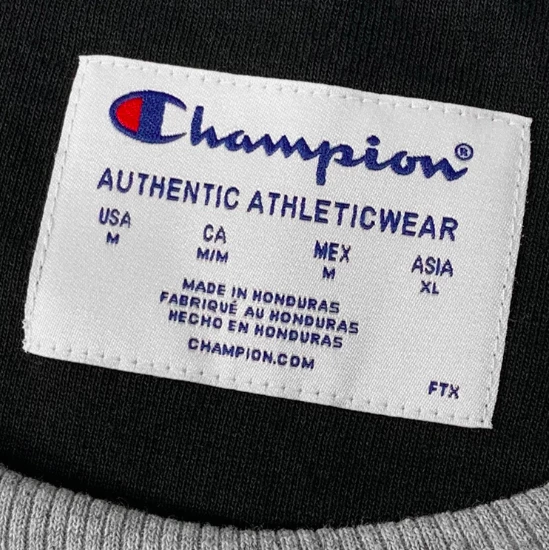 Champion®
AUTHENTIC ATHLETICWEAR
USA CA MEX ASIA
M M/M M XL
MADE IN HONDURAS
FABRIQUÉ AU HONDURAS
HECHO EN HONDURAS
CHAMPION.COM
FTX